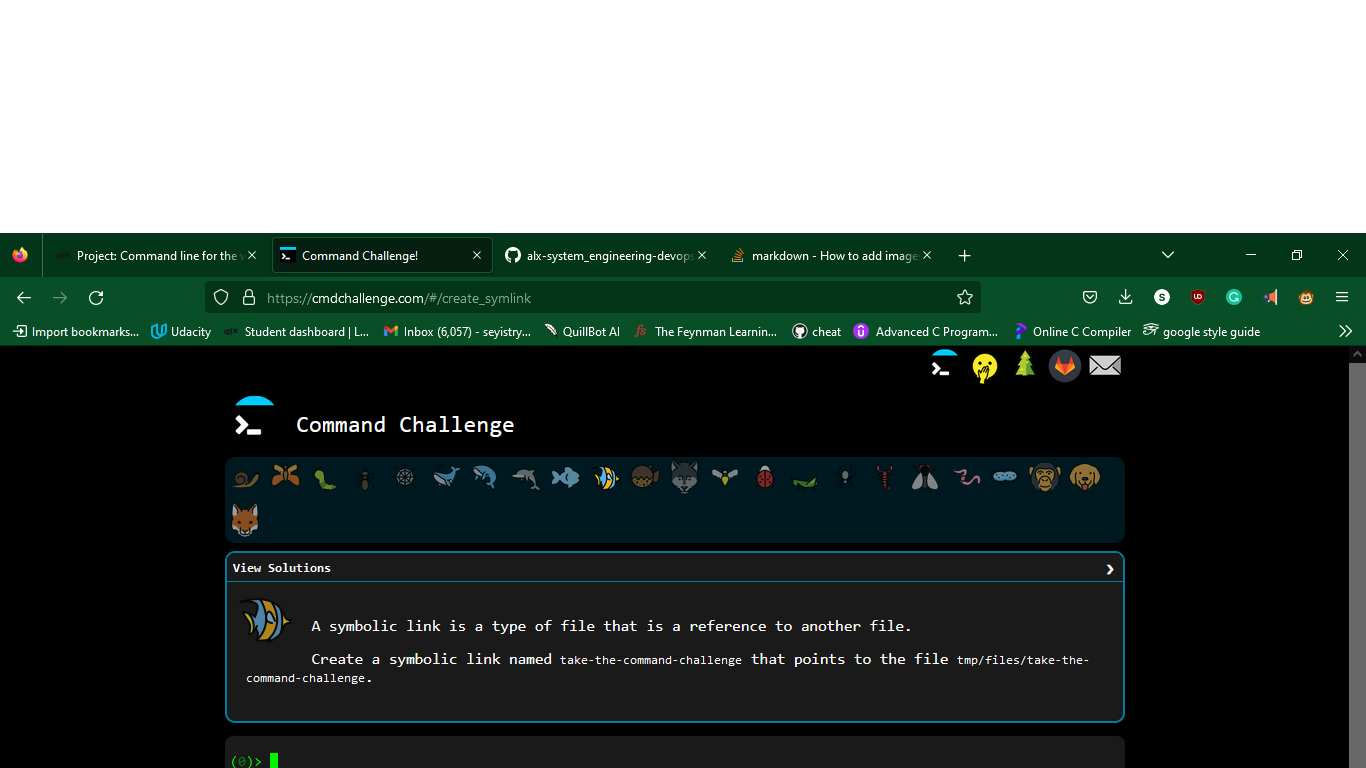 Project: Command line for the w
Command Challenge!
alx-system_engineering-devops
markdown - How to add image
https://cmdchallenge.com/#/create_symlink
Import bookmarks... Udacity Student dashboard | L... Inbox (6,057) - seyistry... QuillBot AI The Feynman Learnin... cheat Advanced C Program... Online C Compiler google style guide
Command Challenge
View Solutions
A symbolic link is a type of file that is a reference to another file.
Create a symbolic link named take-the-command-challenge that points to the file tmp/files/take-the-
command-challenge.
(0)>